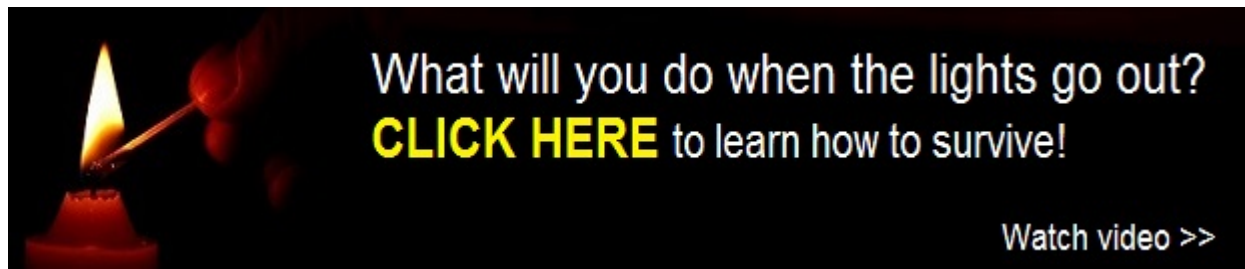 What will you do when the lights go out?
CLICK HERE to learn how to survive!
Watch video >>